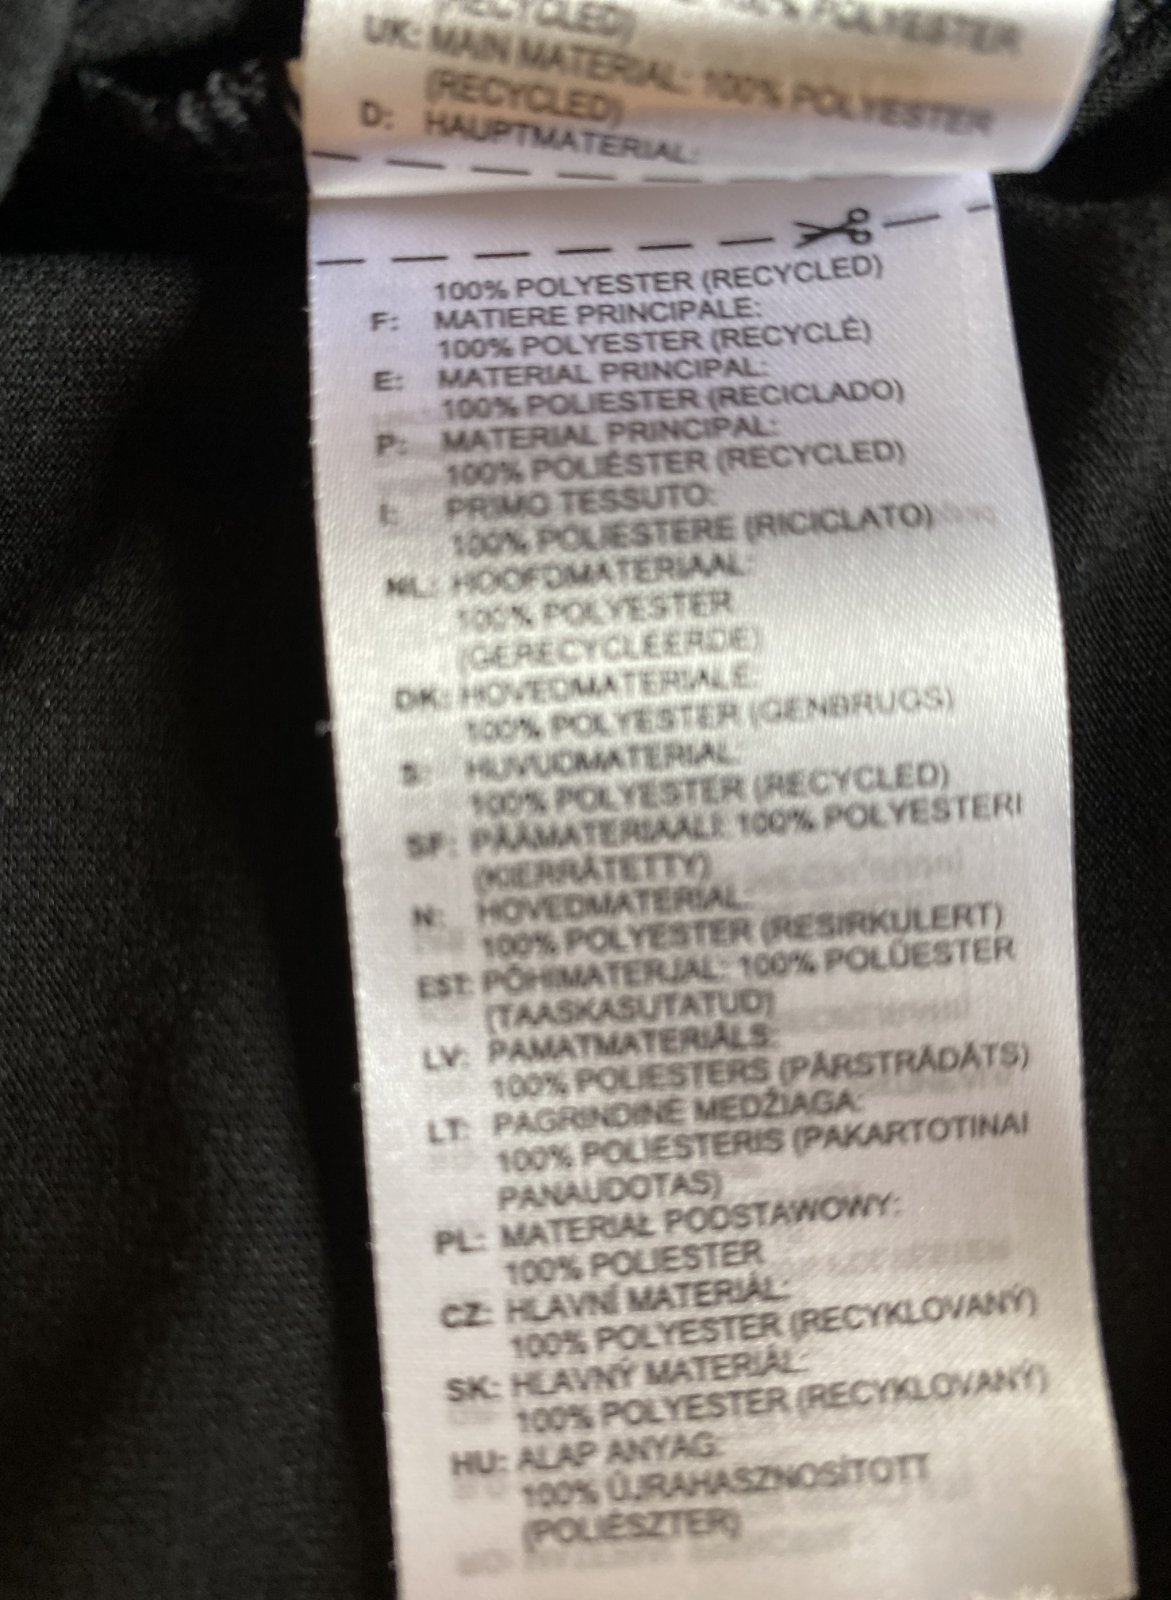 (RECYCLED) 100% POLYESTER
UK: MAIN MATERIAL: 100% POLYESTER
(RECYCLED)
D: HAUPTMATERIAL:
100% POLYESTER (RECYCLED)
F: MATIERE PRINCIPALE:
100% POLYESTER (RECYCLÉ)
E: MATERIAL PRINCIPAL:
100% POLIESTER (RECICLADO)
P: MATERIAL PRINCIPAL:
100% POLIÉSTER (RECYCLED)
I: PRIMO TESSUTO:
100% POLIESTERE (RICICLATO)
NL: HOOFDMATERIAAL:
100% POLYESTER
(GERECYCLEERDE)
DK: HOVEDMATERIALE:
100% POLYESTER (GENBRUGS)
S: HUVUDMATERIAL:
100% POLYESTER (RECYCLED)
SF: PÄÄMATERIAALI: 100% POLYESTERI
(KIERRÄTETTY)
N: HOVEDMATERIAL:
100% POLYESTER (RESIRKULERT)
EST: PÕHIMATERJAL: 100% POLÜESTER
(TAASKASUTATUD)
LV: PAMATMATERIĀLS:
100% POLIESTERS (PĀRSTRĀDĀTS)
LT: PAGRINDINĖ MEDŽIAGA:
100% POLIESTERIS (PAKARTOTINAI
PANAUDOTAS)
PL: MATERIAŁ PODSTAWOWY:
100% POLIESTER
CZ: HLAVNÍ MATERIÁL:
100% POLYESTER (RECYKLOVANÝ)
SK: HLAVNÝ MATERIÁL:
100% POLYESTER (RECYKLOVANÝ)
HU: ALAP ANYAG:
100% ÚJRAHASZNOSÍTOTT
(POLIÉSZTER)